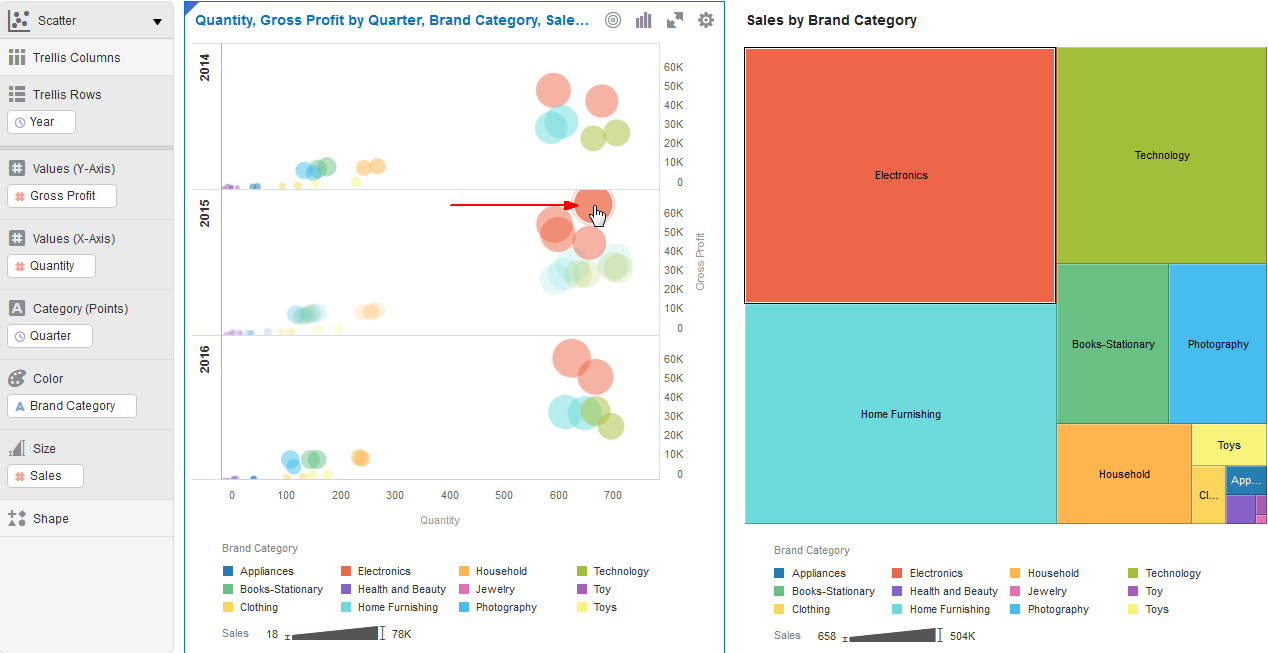 Scatter
Trellis Columns
Trellis Rows
Year
Values (Y-Axis)
Gross Profit
Values (X-Axis)
Quantity
Category (Points)
Quarter
Color
A Brand Category
Size
Sales
Shape
Quantity, Gross Profit by Quarter, Brand Category, Sale...
2014
60K
50K
40K
30K
20K
10K
0
2015
60K
50K
40K
30K
20K
10K
0
Gross Profit
2016
60K
50K
40K
30K
20K
10K
0
0 100 200 300 400 500 600 700
Quantity
Brand Category
Appliances Electronics Household Technology
Books-Stationary Health and Beauty Jewelry Toy
Clothing Home Furnishing Photography Toys
Sales 18 78K
Sales by Brand Category
Electronics
Technology
Books-Stationary
Photography
Home Furnishing
Household
Toys
Cl...
App...
Brand Category
Appliances Electronics Household Technology
Books-Stationary Health and Beauty Jewelry Toy
Clothing Home Furnishing Photography Toys
Sales 658 504K